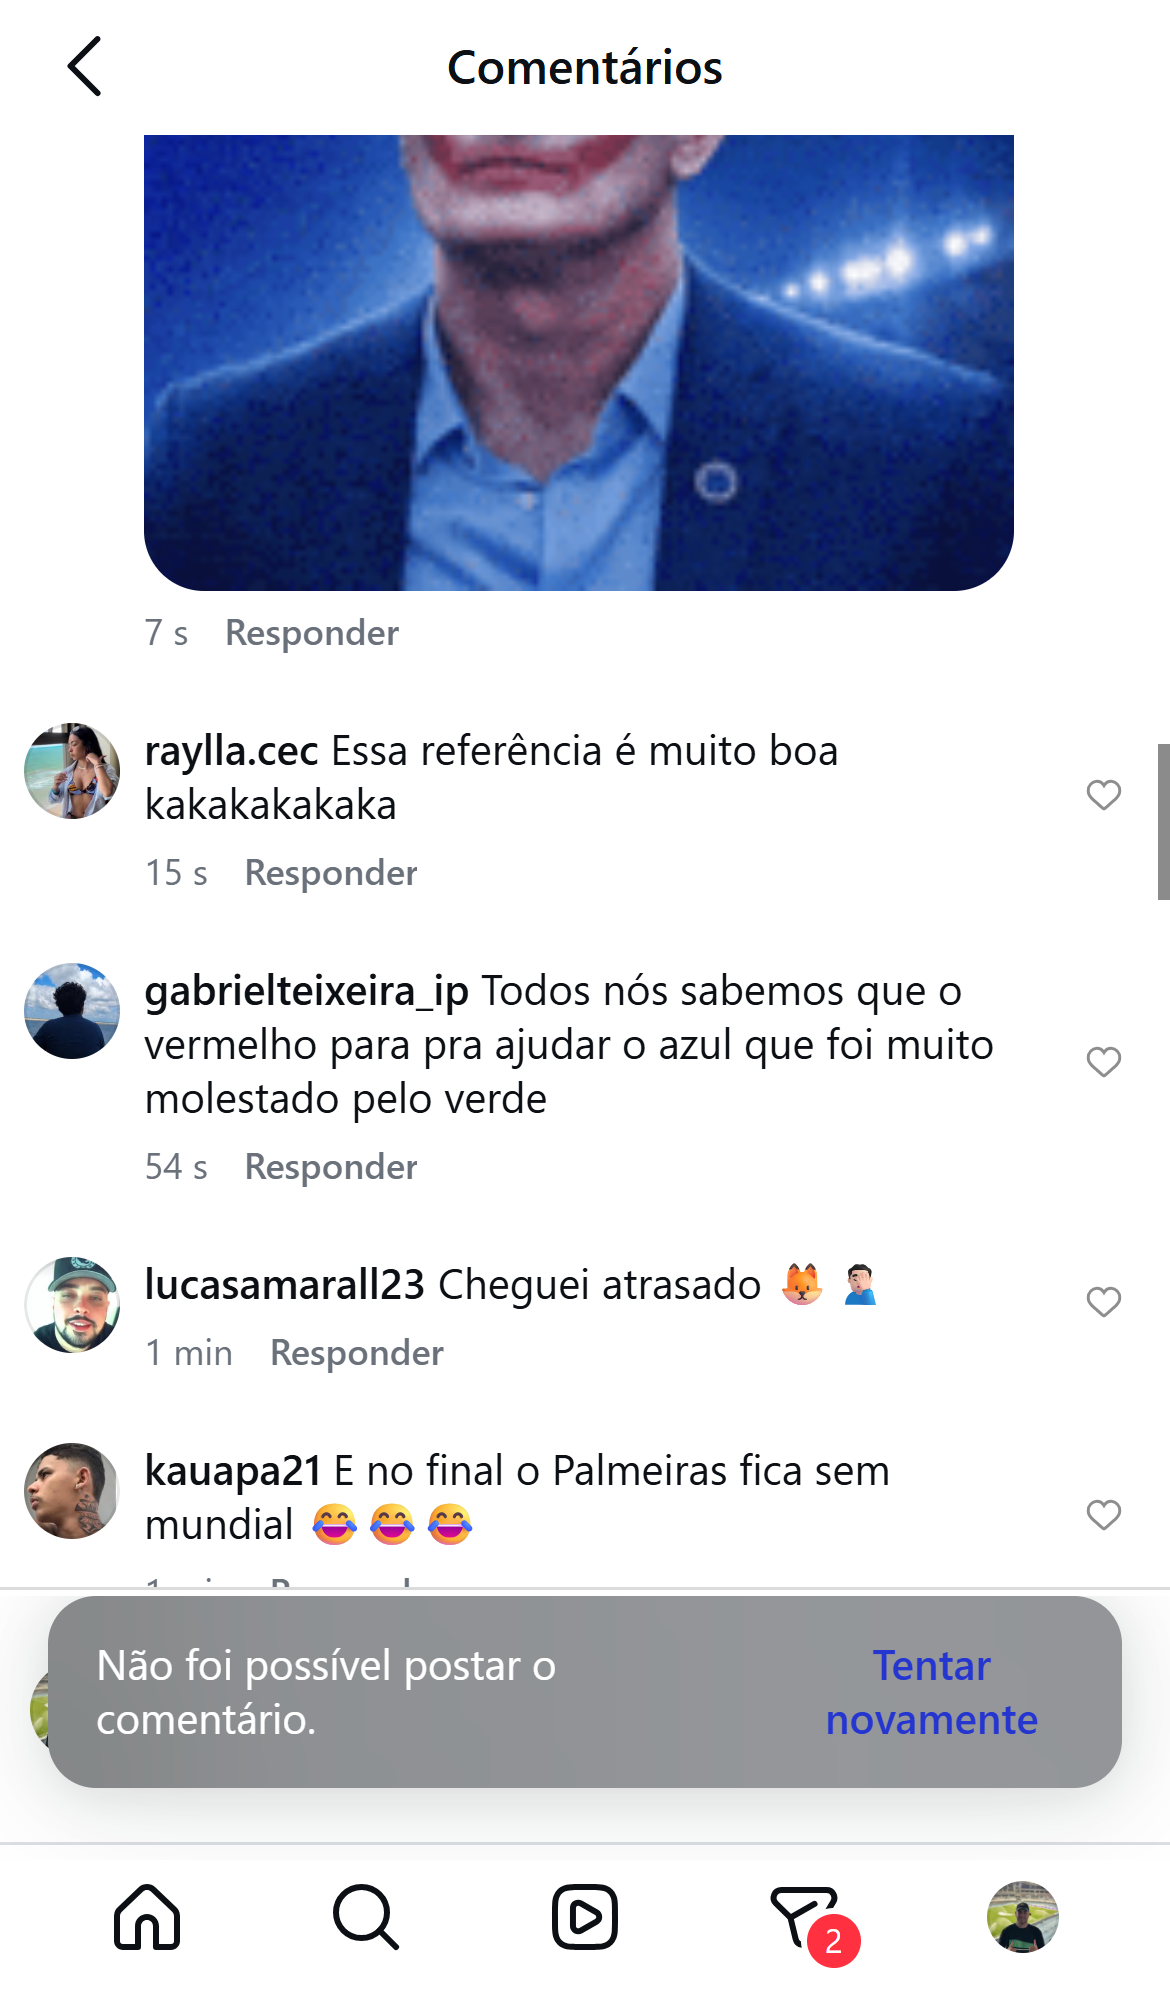 Comentários
7 s Responder
raylla.cec Essa referência é muito boa
kakakakakaka
15 s Responder
gabrielteixeira_ip Todos nós sabemos que o
vermelho para pra ajudar o azul que foi muito
molestado pelo verde
54 s Responder
lucasamarall23 Cheguei atrasado 🦊 🤦🏻‍♂️
1 min Responder
kauapa21 E no final o Palmeiras fica sem
mundial 😂😂😂
Não foi possível postar o
comentário.
Tentar
novamente
2